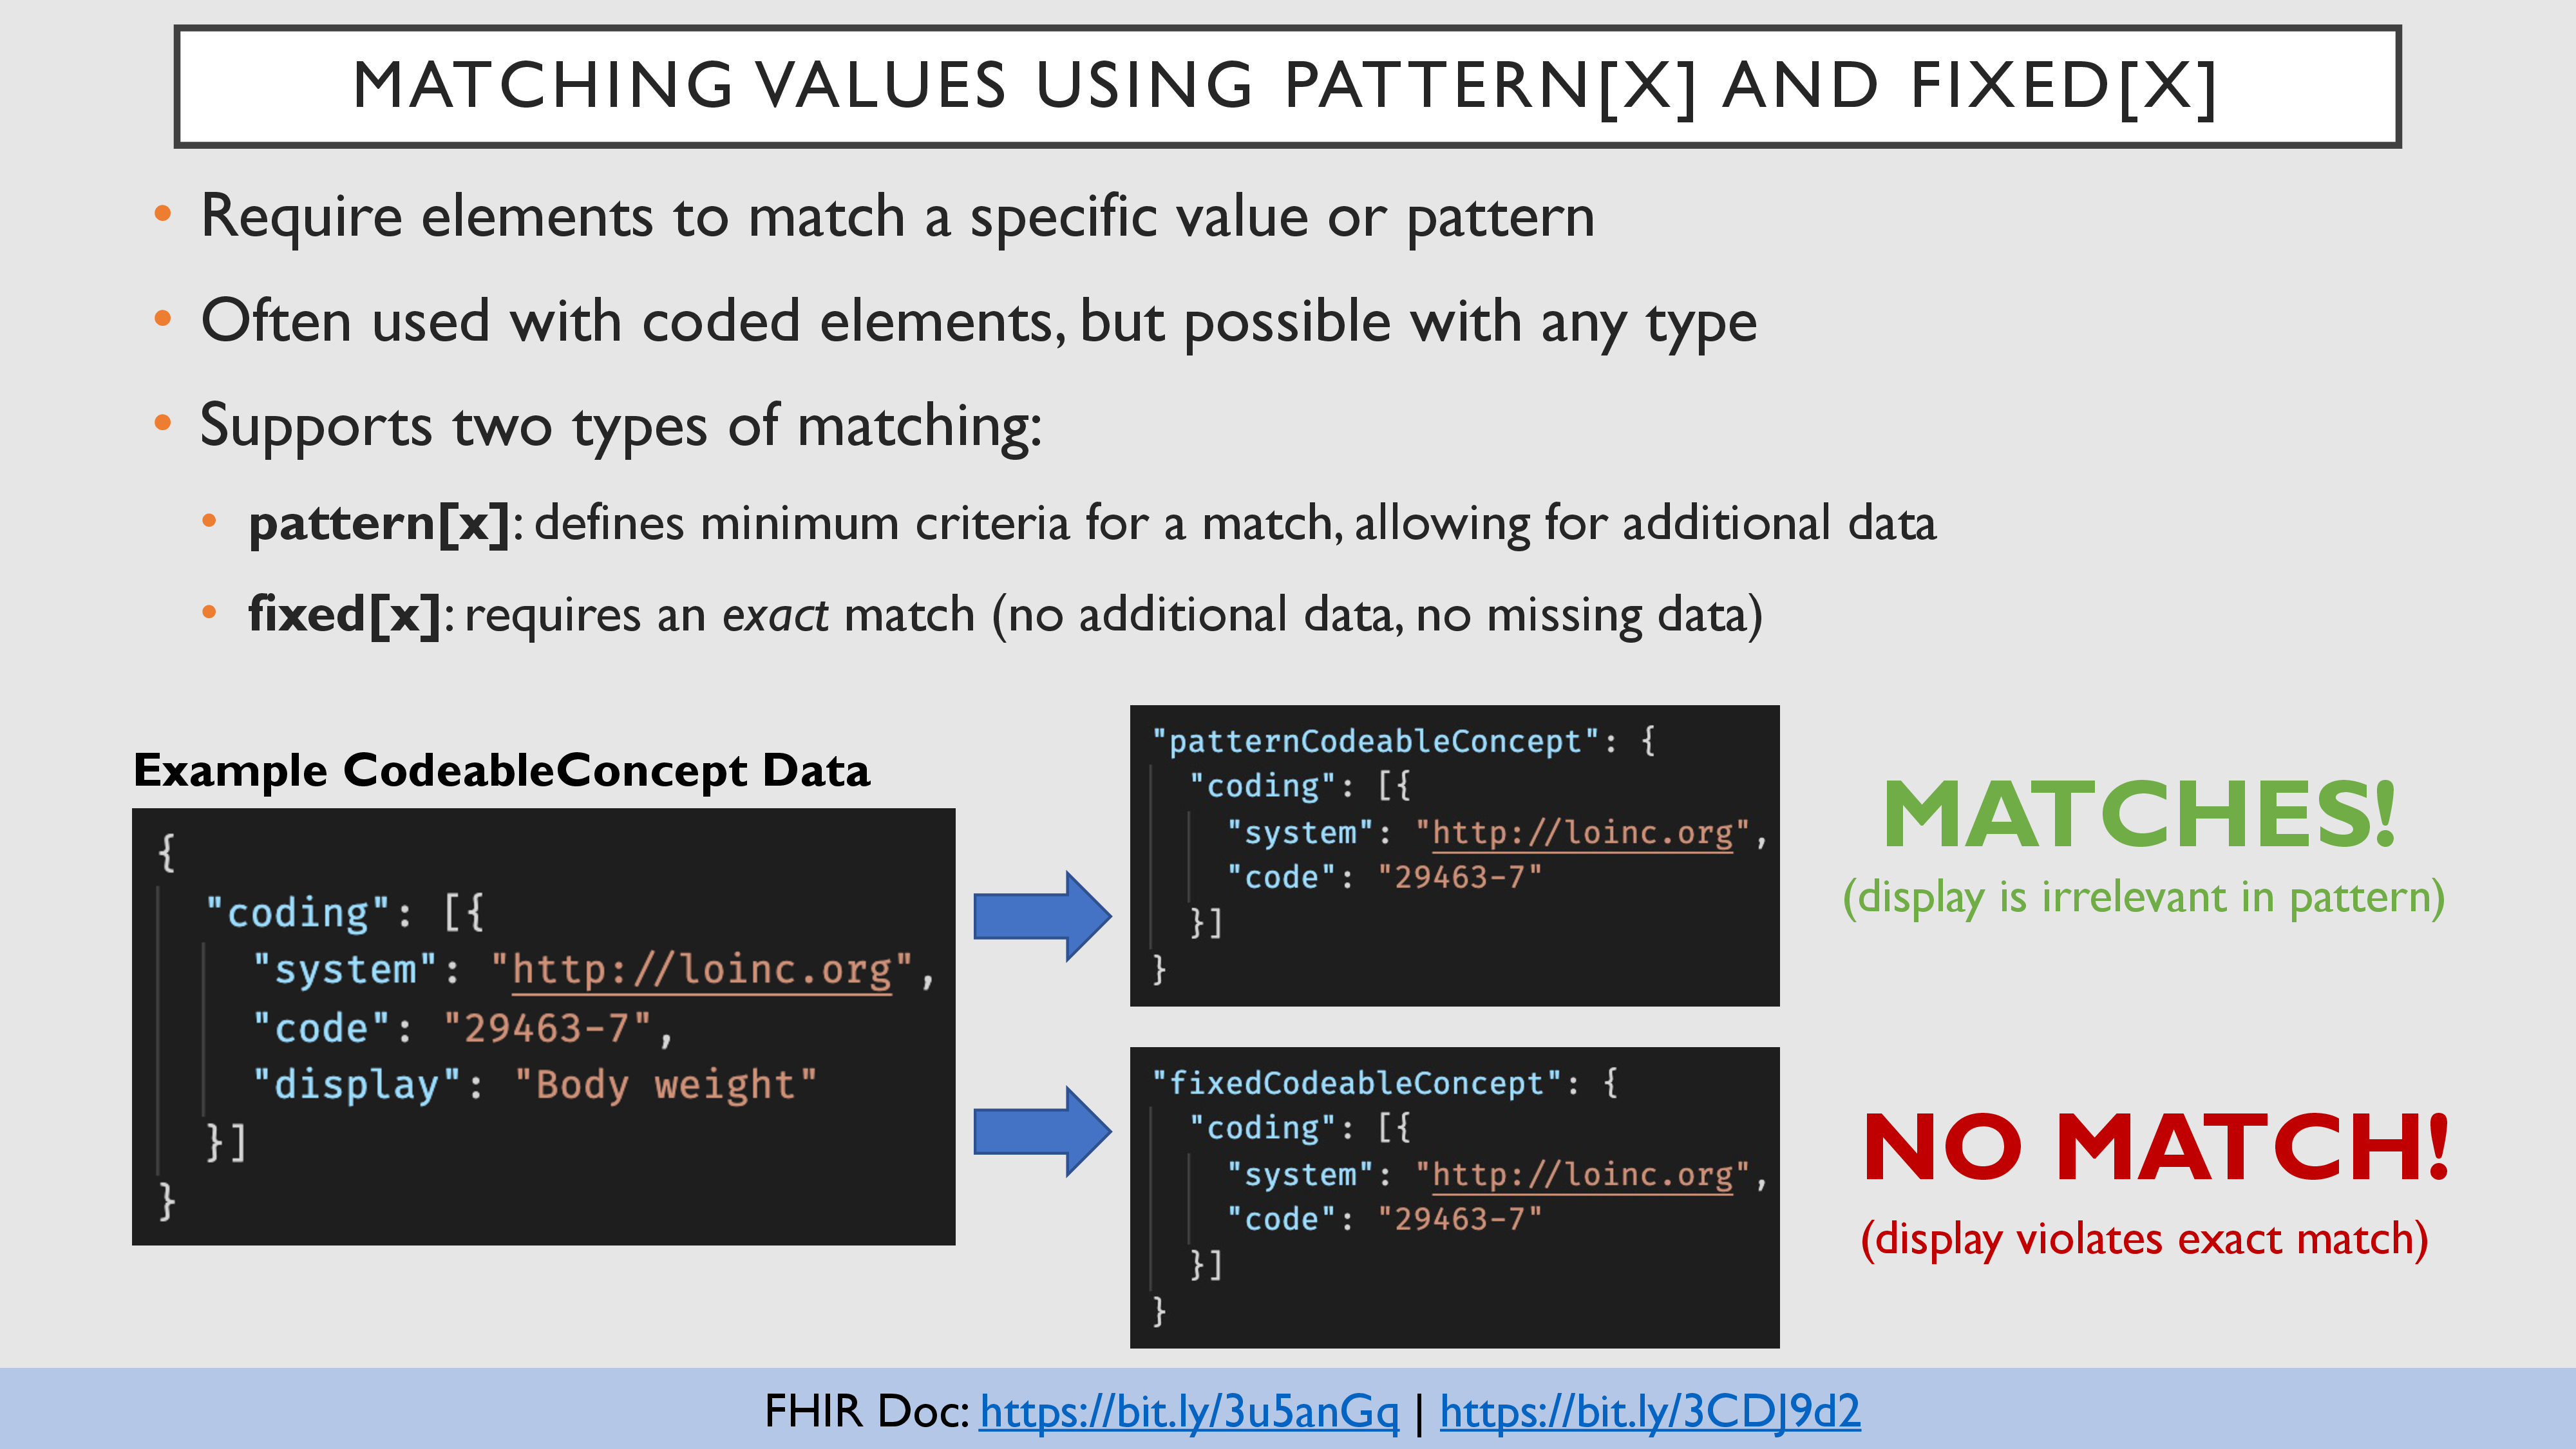 MATCHING VALUES USING PATTERN[X] AND FIXED[X]
• Require elements to match a specific value or pattern
• Often used with coded elements, but possible with any type
• Supports two types of matching:
• pattern[x]: defines minimum criteria for a match, allowing for additional data
• fixed[x]: requires an exact match (no additional data, no missing data)
Example CodeableConcept Data
{
"coding": [{
"system": "http://loinc.org",
"code": "29463-7",
"display": "Body weight"
}]
}
"patternCodeableConcept": {
"coding": [{
"system": "http://loinc.org",
"code": "29463-7"
}]
}
MATCHES!
(display is irrelevant in pattern)
"fixedCodeableConcept": {
"coding": [{
"system": "http://loinc.org",
"code": "29463-7"
}]
}
NO MATCH!
(display violates exact match)
FHIR Doc: https://bit.ly/3u5anGq | https://bit.ly/3CDJ9d2